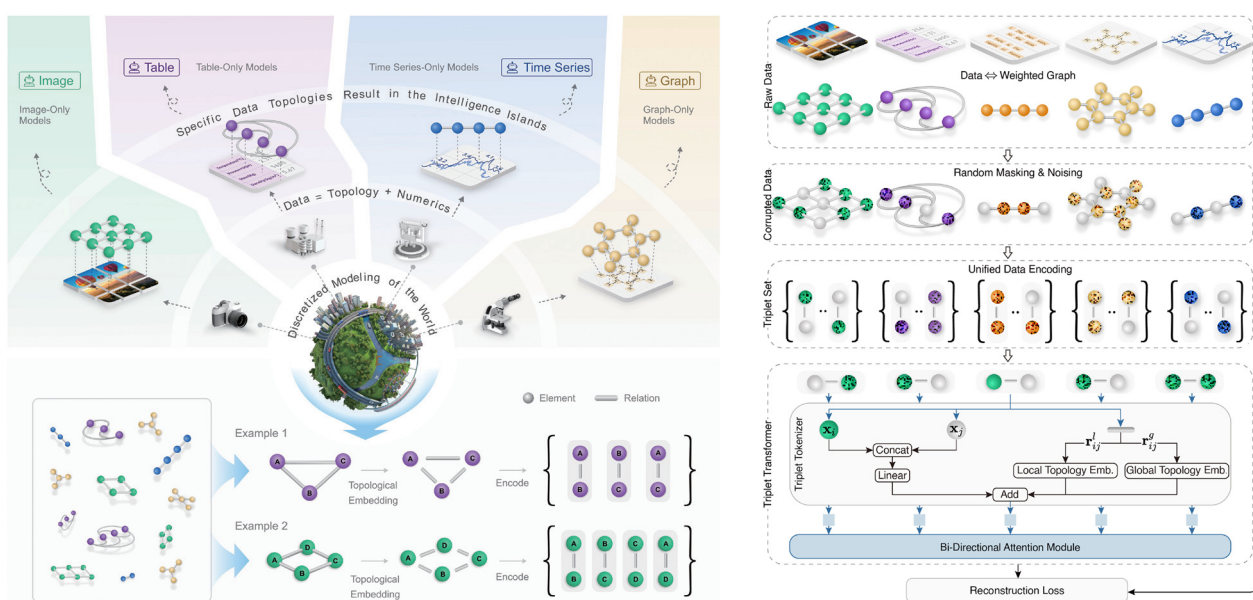 Image
Image-Only
Models
Table
Table-Only Models
Time Series-Only Models
Time Series
Graph
Graph-Only
Models
Specific Data Topologies Result in the Intelligence Islands
Data = Topology + Numerics
Discretized Modeling of the World
Element
Relation
Example 1
A
C
B
Topological
Embedding
A
C
B
Encode
A
B
A
B
C
C
Example 2
D
A
C
B
Topological
Embedding
D
A
C
B
Encode
A
B
C
A
B
C
D
D
Raw Data
Data ⇔ Weighted Graph
Corrupted Data
Random Masking & Noising
Triplet Set
Unified Data Encoding
Triplet Transformer
Triplet Tokenizer
x_i
x_j
r^l_ij
r^g_ij
Concat
Linear
Local Topology Emb.
Global Topology Emb.
Add
Bi-Directional Attention Module
Reconstruction Loss